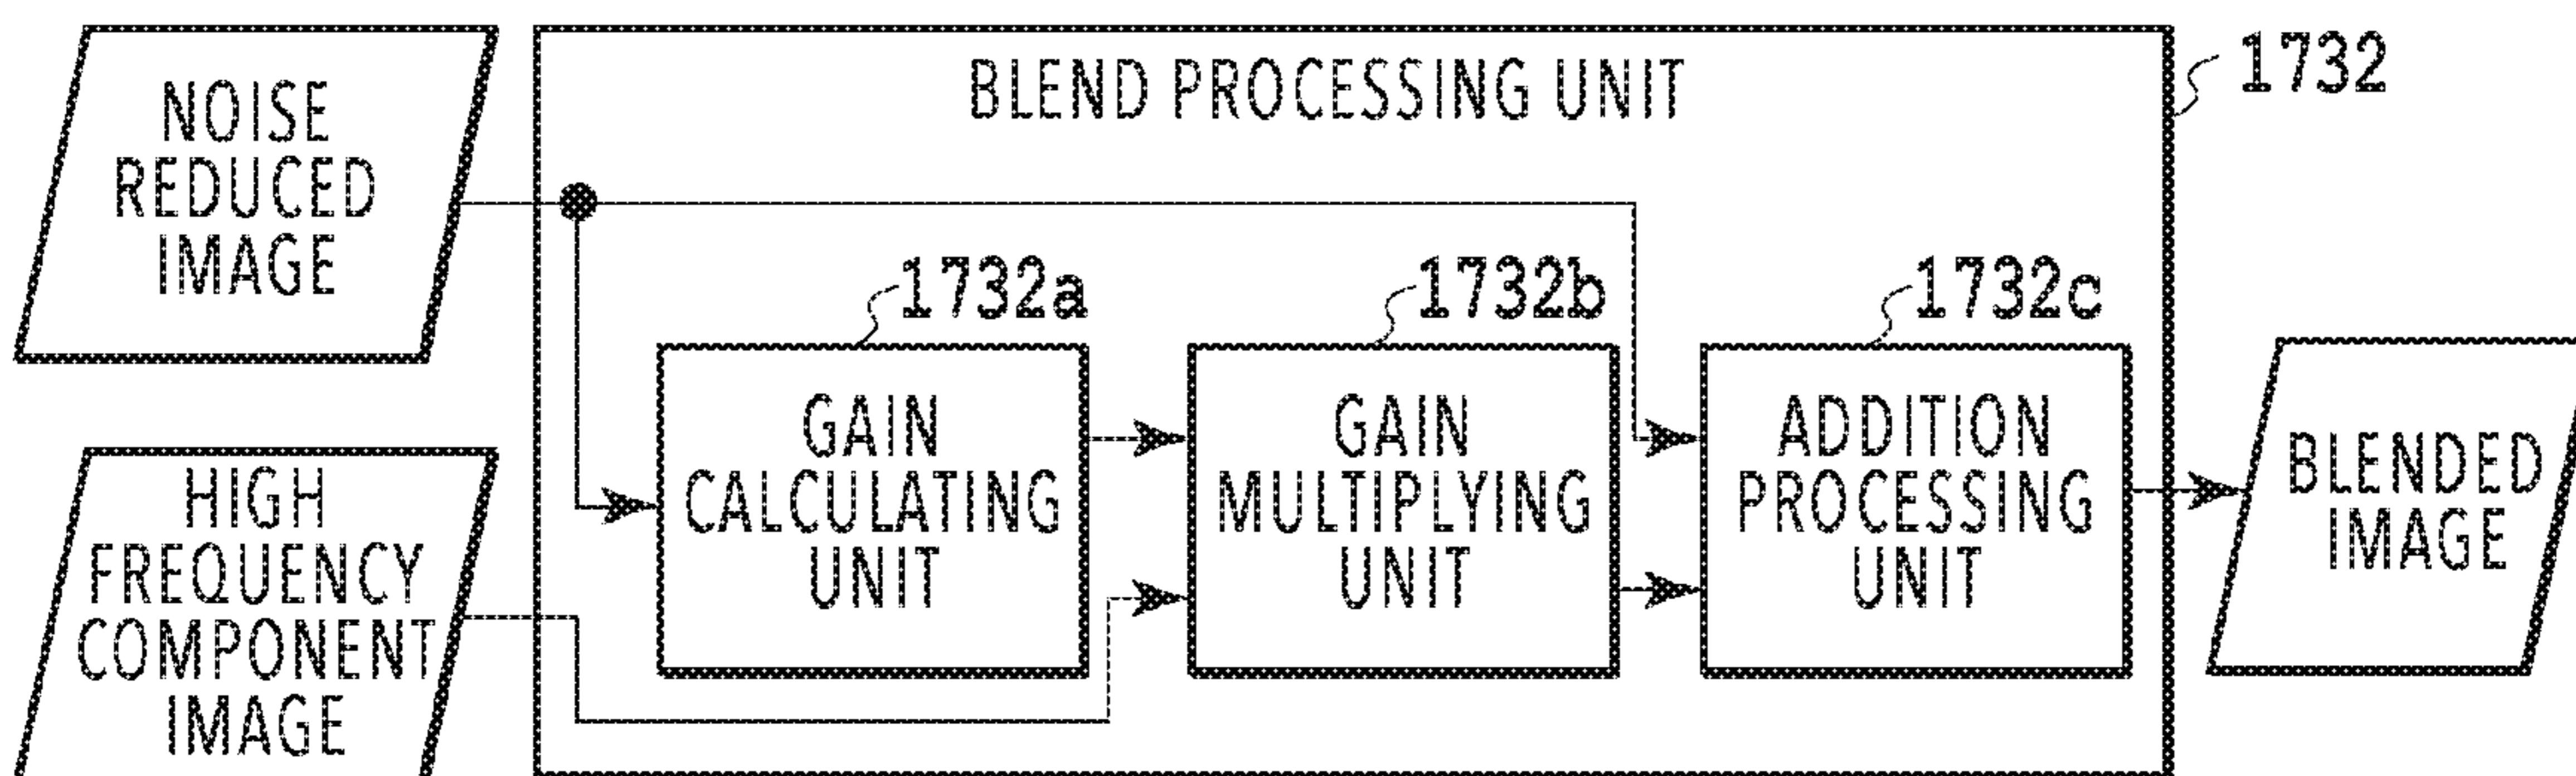 NOISE
REDUCED
IMAGE
BLEND PROCESSING UNIT
1732
1732a
1732b
1732c
GAIN
CALCULATING
UNIT
GAIN
MULTIPLYING
UNIT
ADDITION
PROCESSING
UNIT
HIGH
FREQUENCY
COMPONENT
IMAGE
BLENDED
IMAGE